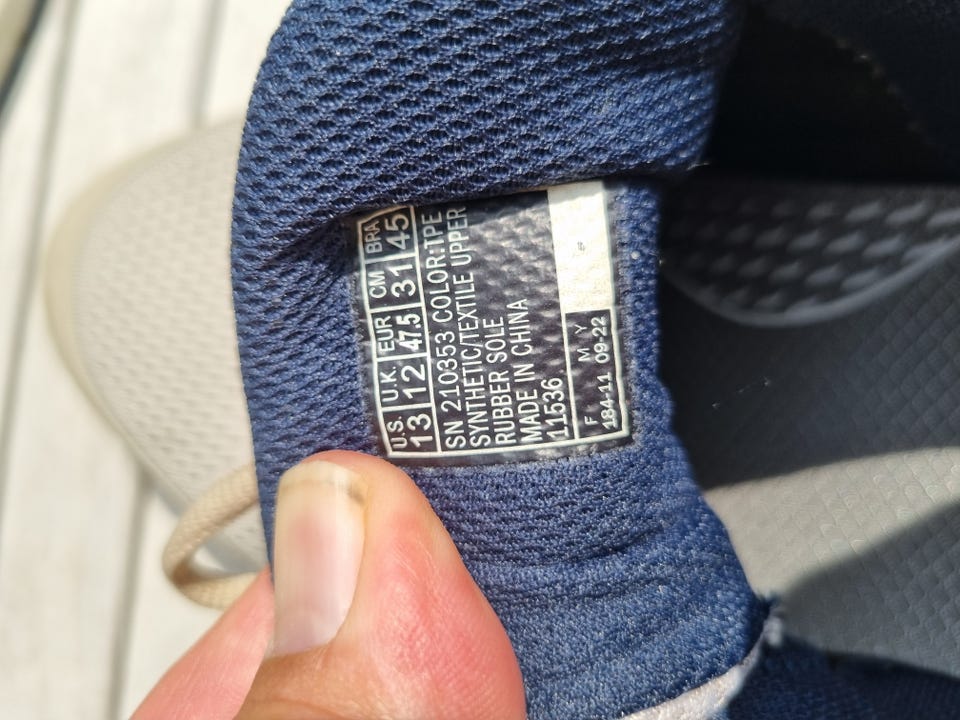 U.S. U.K. EUR CM BRA
13 12 47.5 31 45
SN 210353 COLOR:TPE
SYNTHETIC/TEXTILE UPPER
RUBBER SOLE
MADE IN CHINA
11536
F M Y
184-11 09-22